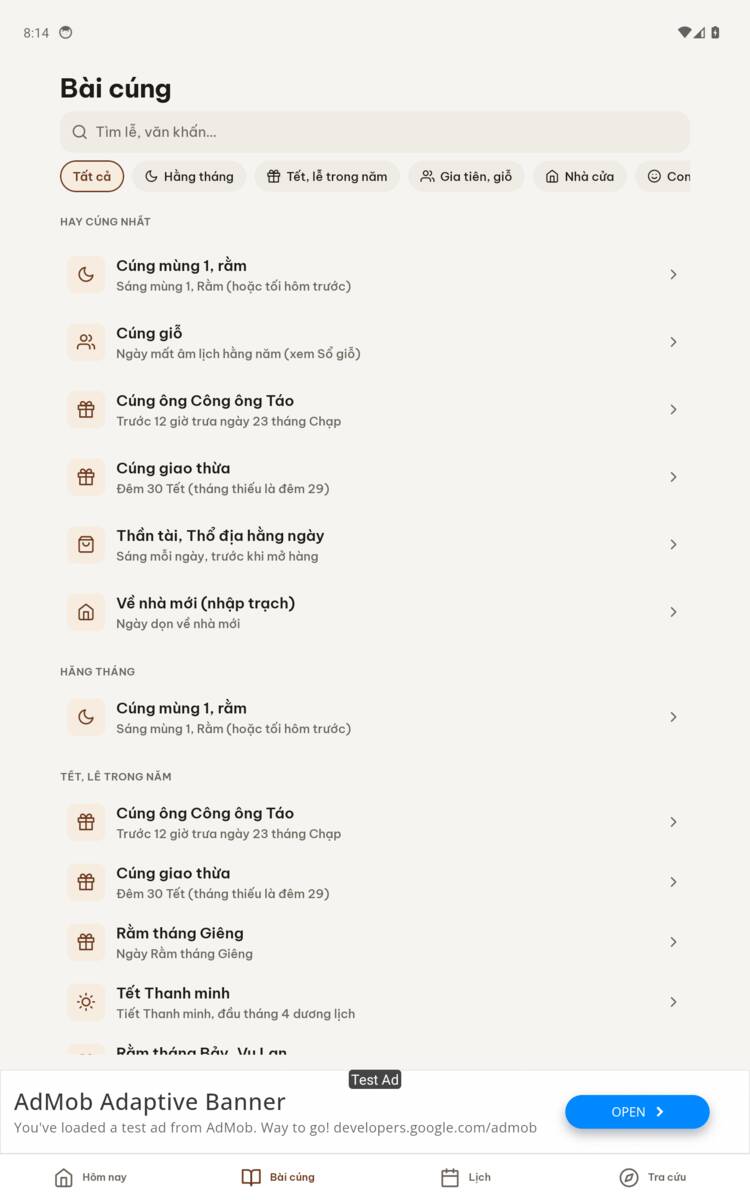 8:14
Bài cúng
Tìm lễ, văn khấn...
Tất cả
Hằng tháng
Tết, lễ trong năm
Gia tiên, giỗ
Nhà cửa
Con
HAY CÚNG NHẤT
Cúng mùng 1, rằm
Sáng mùng 1, Rằm (hoặc tối hôm trước)
Cúng giỗ
Ngày mất âm lịch hằng năm (xem Sổ giỗ)
Cúng ông Công ông Táo
Trước 12 giờ trưa ngày 23 tháng Chạp
Cúng giao thừa
Đêm 30 Tết (tháng thiếu là đêm 29)
Thần tài, Thổ địa hằng ngày
Sáng mỗi ngày, trước khi mở hàng
Về nhà mới (nhập trạch)
Ngày dọn về nhà mới
HẰNG THÁNG
Cúng mùng 1, rằm
Sáng mùng 1, Rằm (hoặc tối hôm trước)
TẾT, LỄ TRONG NĂM
Cúng ông Công ông Táo
Trước 12 giờ trưa ngày 23 tháng Chạp
Cúng giao thừa
Đêm 30 Tết (tháng thiếu là đêm 29)
Rằm tháng Giêng
Ngày Rằm tháng Giêng
Tết Thanh minh
Tiết Thanh minh, đầu tháng 4 dương lịch
Rằm tháng Bảy, Vu Lan
Test Ad
AdMob Adaptive Banner
You've loaded a test ad from AdMob. Way to go! developers.google.com/admob
OPEN
Hôm nay
Bài cúng
Lịch
Tra cứu